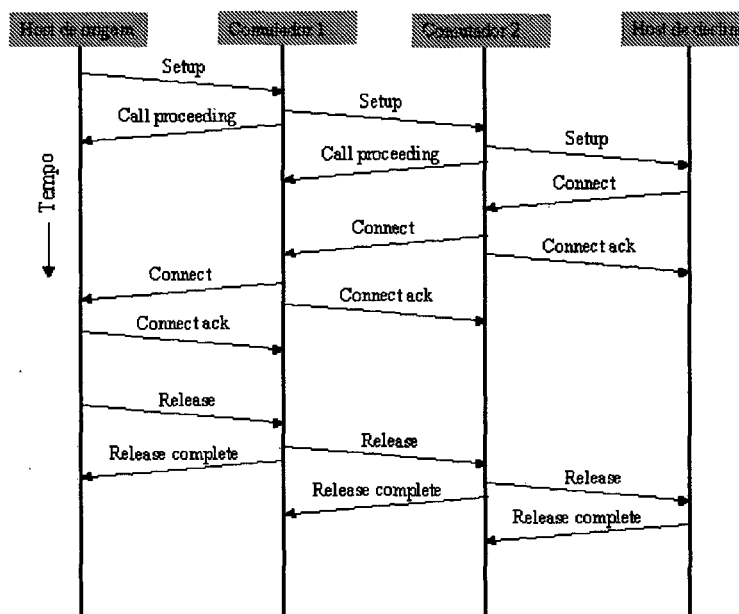 Host de origem
Comutador 1
Comutador 2
Host de
Setup
Setup
Call proceeding
Setup
Call proceeding
Connect
Tempo
Connect
Connect ack
Connect
Connect ack
Connect ack
Release
Release
Release complete
Release
Release complete
Release complete